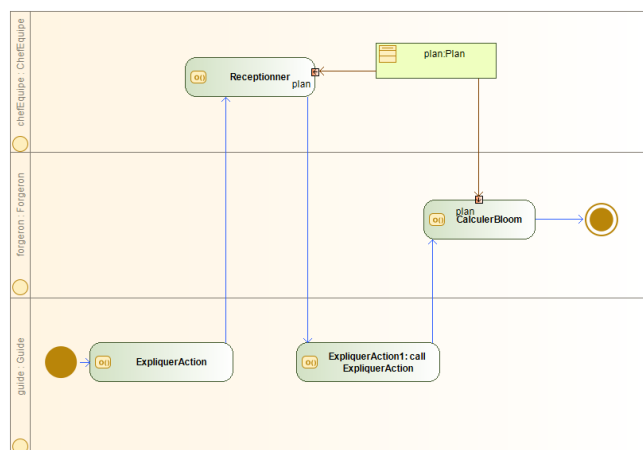 chefEquipe : ChefEquipe
O()
Receptionner
plan
plan:Plan
forgeron : Forgeron
plan
O()
CalculerBloom
guide : Guide
O()
ExpliquerAction
O()
ExpliquerAction1: call
ExpliquerAction